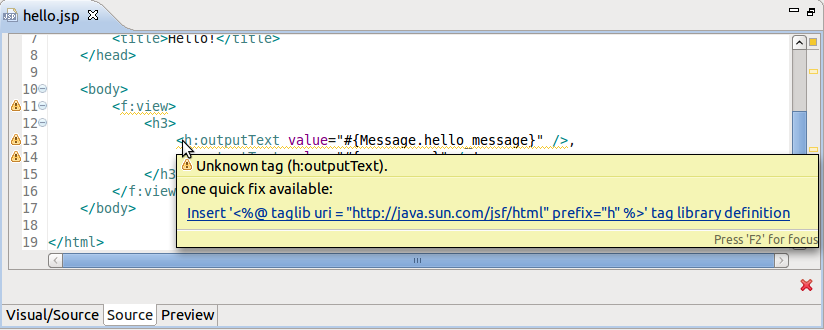 JSP hello.jsp
7 <title>Hello!</title>
8 </head>
9
10 <body>
11 <f:view>
12 <h3>
13 <h:outputText value="#{Message.hello_message}" />,
14
Unknown tag (h:outputText).
one quick fix available:
15 </h3
16 </f:view
Insert '<%@ taglib uri = "http://java.sun.com/jsf/html" prefix="h" %>' tag library definition
17 </body>
18
Press 'F2' for focus
19 </html>
Visual/Source Source Preview